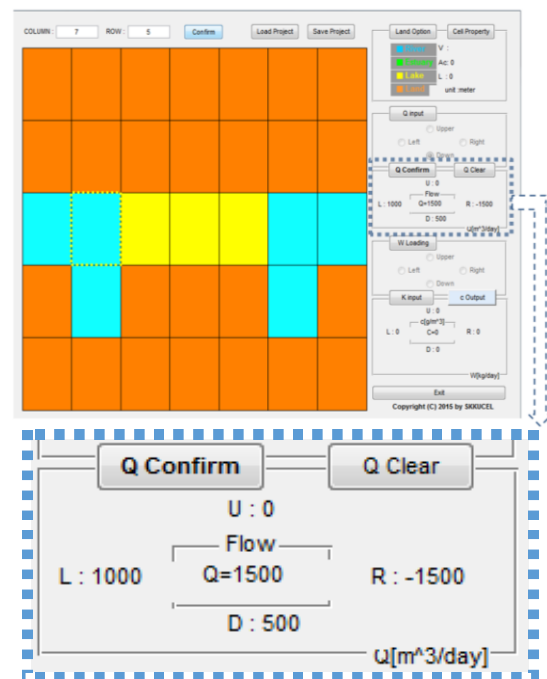 COLUMN : 7 ROW : 5 Confirm Load Project Save Project Land Option Cell Property
V :
Ac: 0
Lake L : 0
unit :meter
Q input
Upper
Left Right
Down
Q Confirm Q Clear
U : 0
Flow
L : 1000 Q=1500 R : -1500
D : 500
Q[m^3/day]
W Loading
Upper
Left Right
Down
K input c Output
U : 0
c[g/m^3]
L : 0 C=0 R : 0
D : 0
W[kg/day]
Exit
Copyright (C) 2015 by SKKUCEL
Q Confirm Q Clear
U : 0
Flow
L : 1000 Q=1500 R : -1500
D : 500
Q[m^3/day]